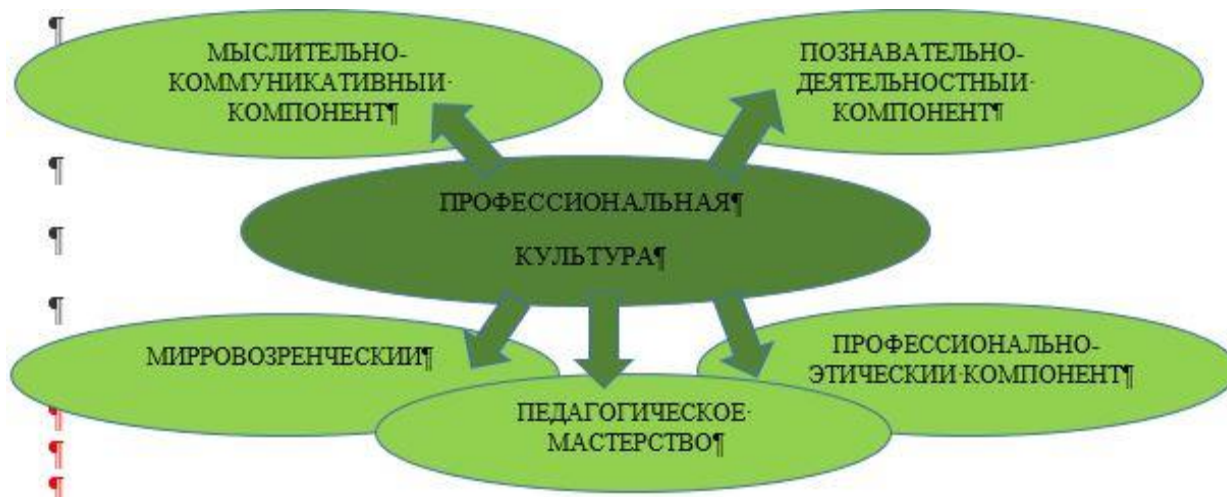 МЫСЛИТЕЛЬНО-
КОММУНИКАТИВНЫЙ·
КОМПОНЕНТ¶
ПОЗНАВАТЕЛЬНО-
ДЕЯТЕЛЬНОСТНЫЙ·
КОМПОНЕНТ¶
ПРОФЕССИОНАЛЬНАЯ¶
КУЛЬТУРА¶
МИРРОВОЗРЕНЧЕСКИЙ¶
ПРОФЕССИОНАЛЬНО-
ЭТИЧЕСКИЙ·КОМПОНЕНТ¶
ПЕДАГОГИЧЕСКОЕ·
МАСТЕРСТВО¶